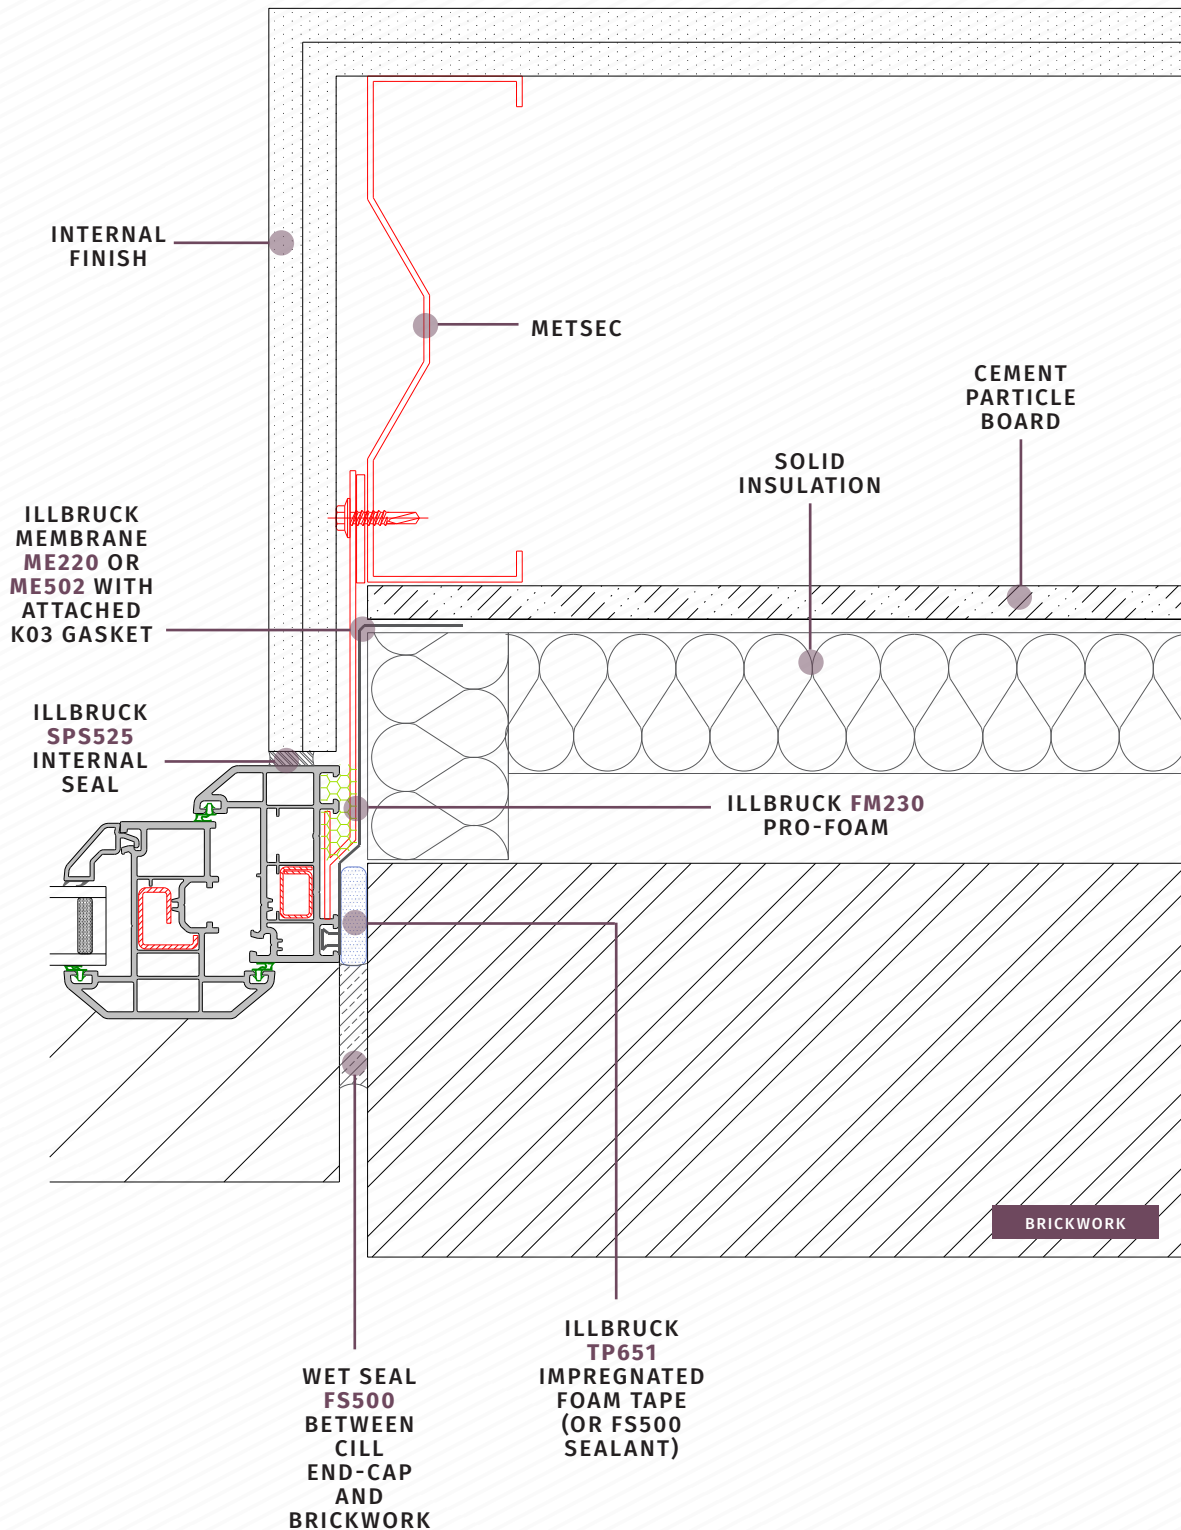 INTERNAL
FINISH
METSEC
CEMENT
PARTICLE
BOARD
SOLID
INSULATION
ILLBRUCK
MEMBRANE
ME220 OR
ME502 WITH
ATTACHED
K03 GASKET
ILLBRUCK
SPS525
INTERNAL
SEAL
ILLBRUCK FM230
PRO-FOAM
BRICKWORK
ILLBRUCK
TP651
IMPREGNATED
FOAM TAPE
(OR FS500
SEALANT)
WET SEAL
FS500
BETWEEN
CILL
END-CAP
AND
BRICKWORK